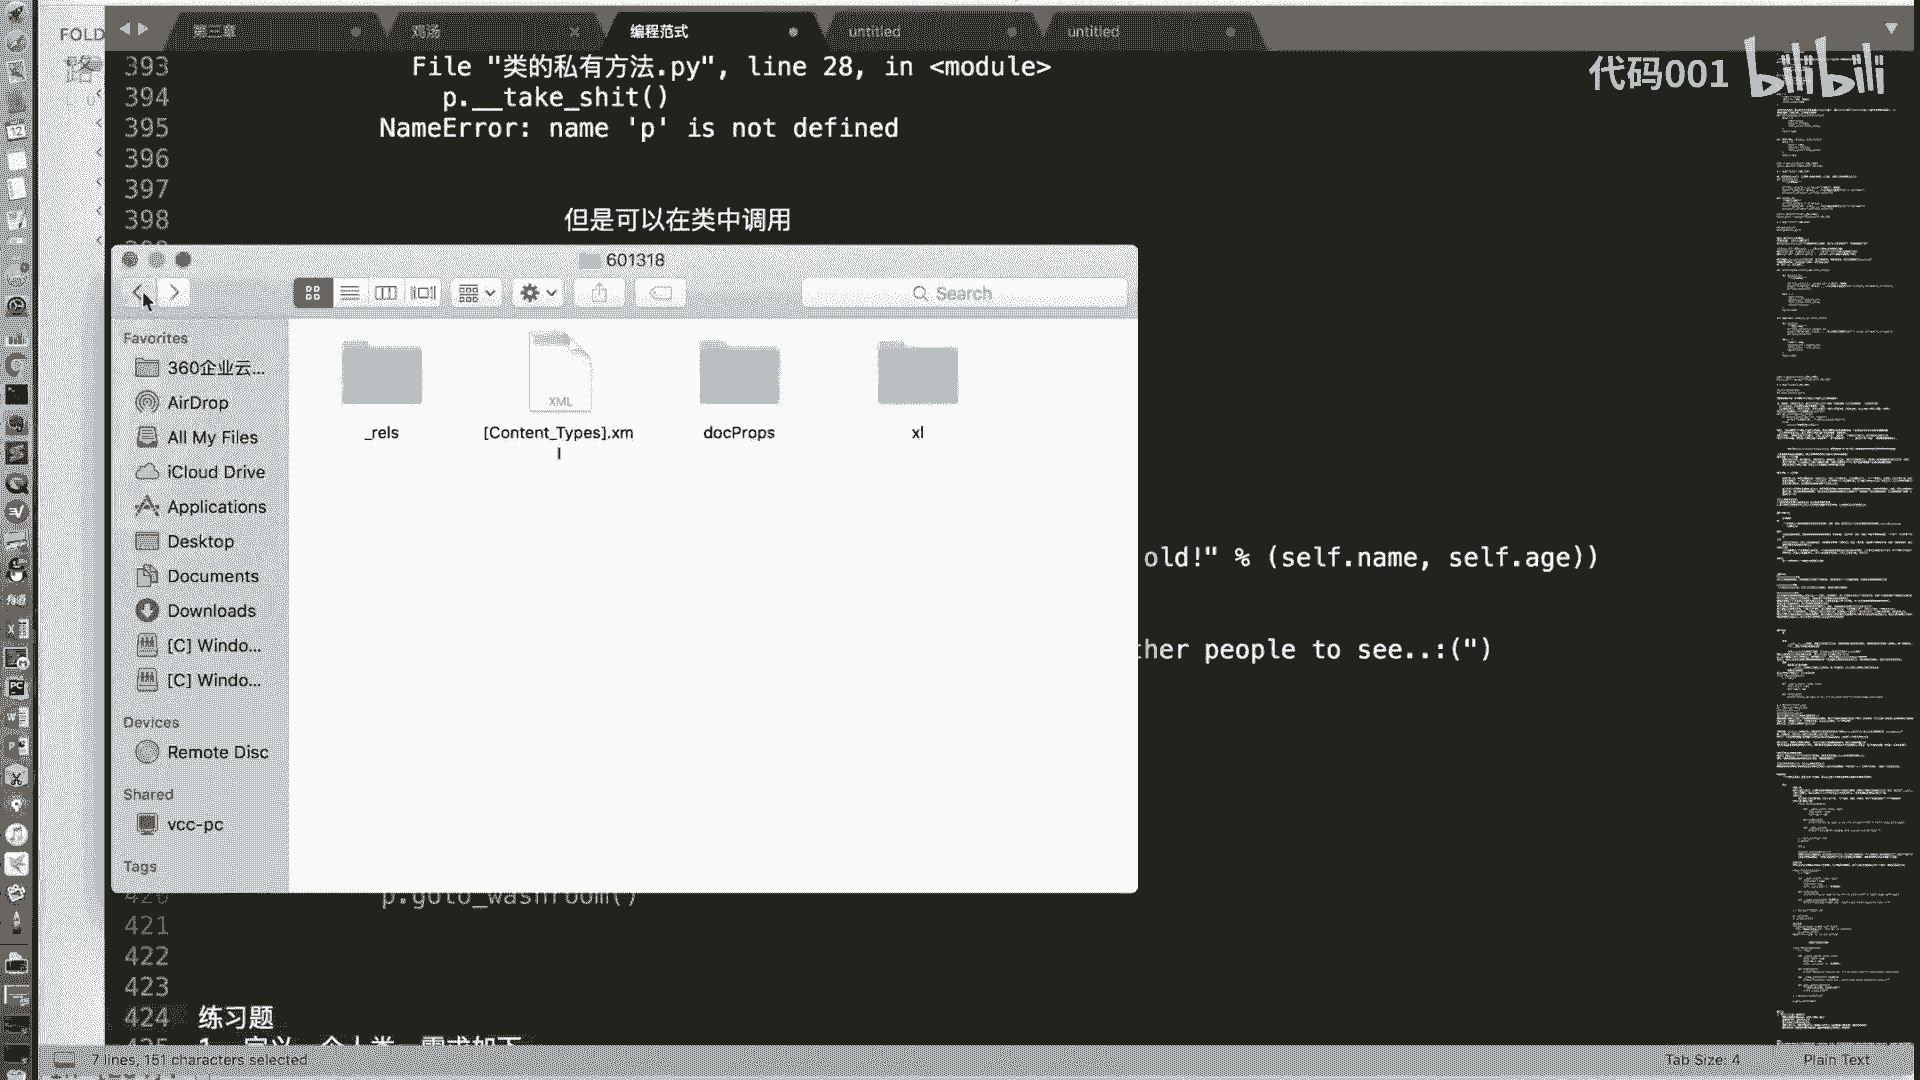 FOLD
第三章
鸡汤
编程范式
untitled
untitled
代码001 bilibili
393 File "类的私有方法.py", line 28, in <module>
394 p.__take_shit()
395 NameError: name 'p' is not defined
396
397
398 但是可以在类中调用
601318
Search
Favorites
360企业云...
AirDrop
All My Files
iCloud Drive
Applications
Desktop
Documents
Downloads
[C] Windo...
[C] Windo...
Devices
Remote Disc
Shared
vcc-pc
Tags
_rels
[Content_Types].xm
l
XML
docProps
xl
old!" % (self.name, self.age))
ther people to see..:(")
420 p.goto_washroom()
421
422
423
424 练习题
7 lines, 151 characters selected
Tab Size: 4
Plain Text